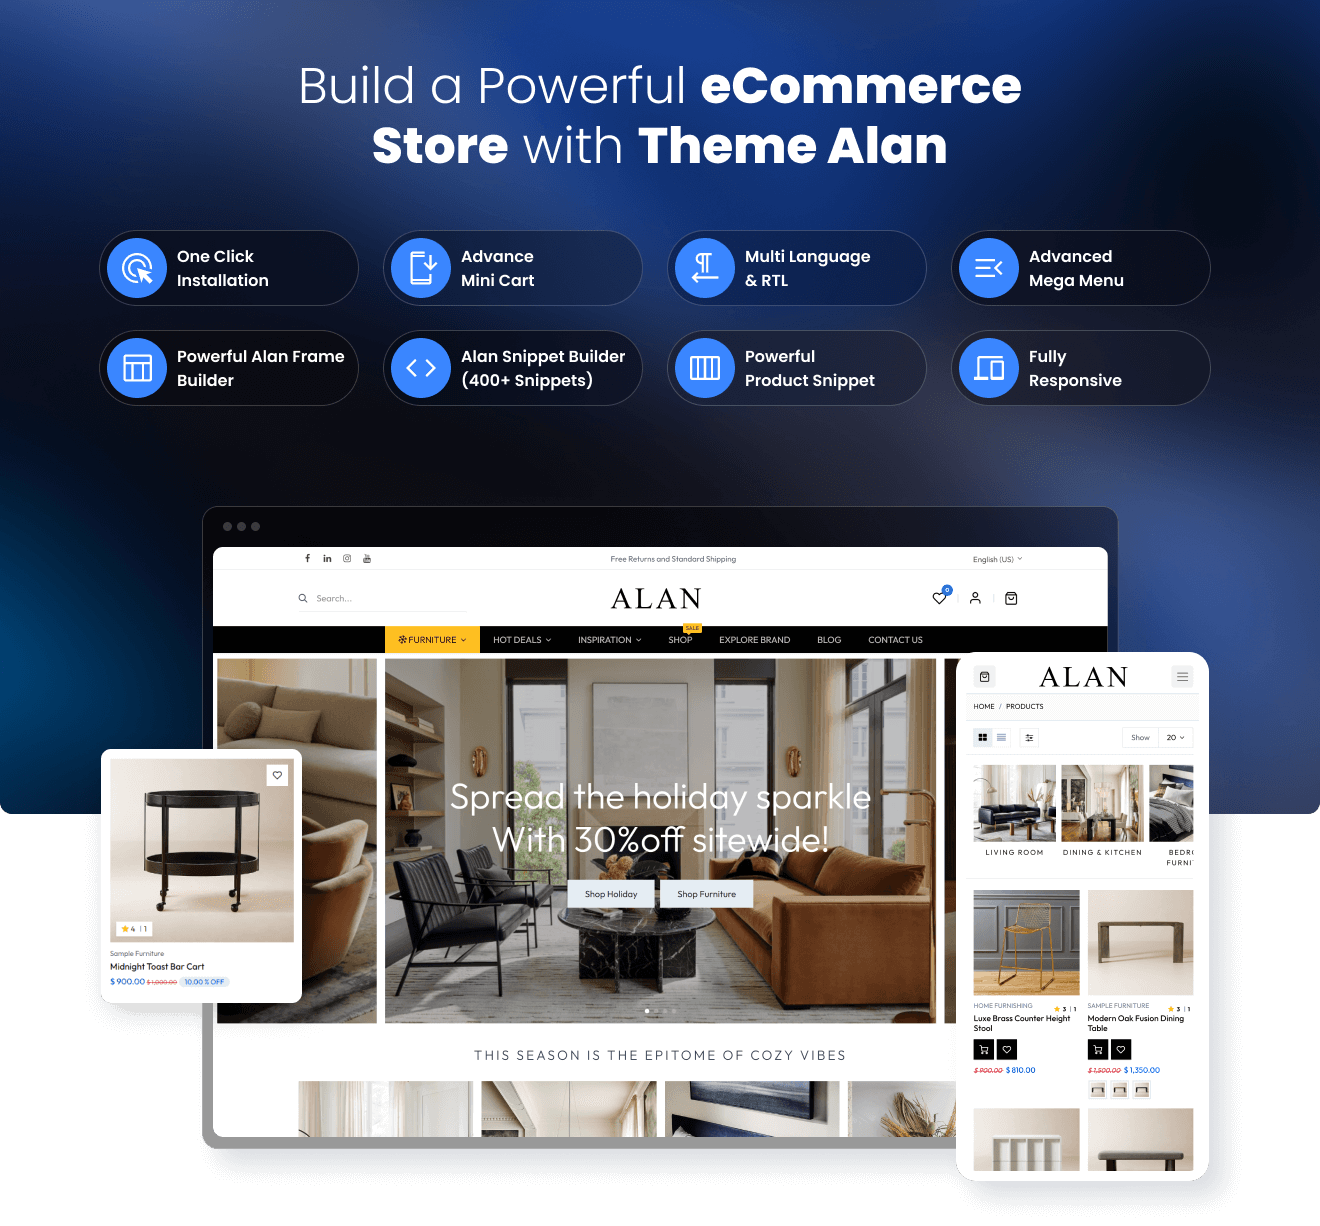 Build a Powerful eCommerce
Store with Theme Alan
One Click
Installation
Advance
Mini Cart
Multi Language
& RTL
Advanced
Mega Menu
Powerful Alan Frame
Builder
Alan Snippet Builder
(400+ Snippets)
Powerful
Product Snippet
Fully
Responsive
Free Returns and Standard Shipping
English (US)
Search...
ALAN
0
FURNITURE
HOT DEALS
INSPIRATION
SHOP
SALE
EXPLORE BRAND
BLOG
CONTACT US
Spread the holiday sparkle
With 30%off sitewide!
Shop Holiday
Shop Furniture
THIS SEASON IS THE EPITOME OF COZY VIBES
4 | 1
Sample Furniture
Midnight Toast Bar Cart
$ 900.00 $ 1,000.00 10.00 % OFF
ALAN
HOME / PRODUCTS
Show 20
LIVING ROOM
DINING & KITCHEN
BEDRO
FURNIT
HOME FURNISHING
3 | 1
Luxe Brass Counter Height
Stool
$ 900.00 $ 810.00
SAMPLE FURNITURE
3 | 1
Modern Oak Fusion Dining
Table
$ 1,500.00 $ 1,350.00